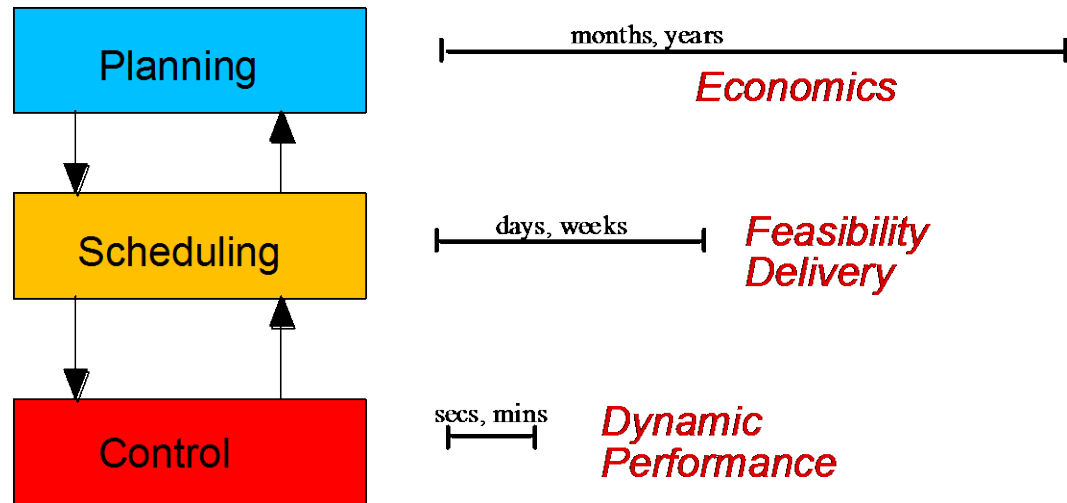 Planning
months, years
Economics
Scheduling
days, weeks
Feasibility
Delivery
Control
secs, mins
Dynamic
Performance